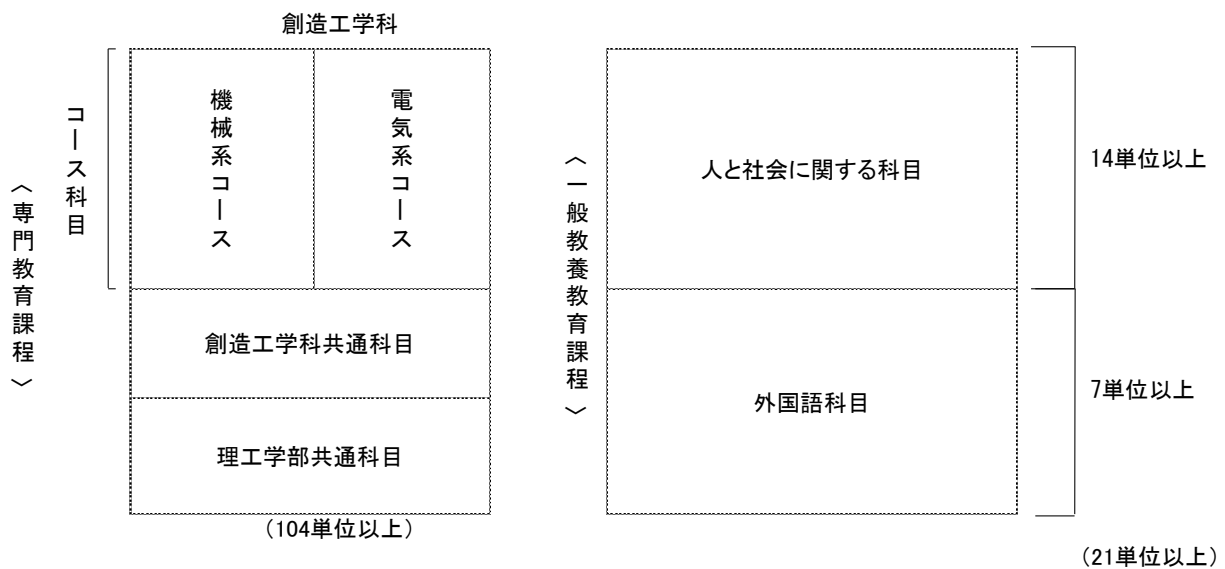 創造工学科
〈専門教育課程〉
コース科目
機械系コース
電気系コース
創造工学科共通科目
理工学部共通科目
（104単位以上）
〈一般教養教育課程〉
人と社会に関する科目
外国語科目
14単位以上
7単位以上
（21単位以上）